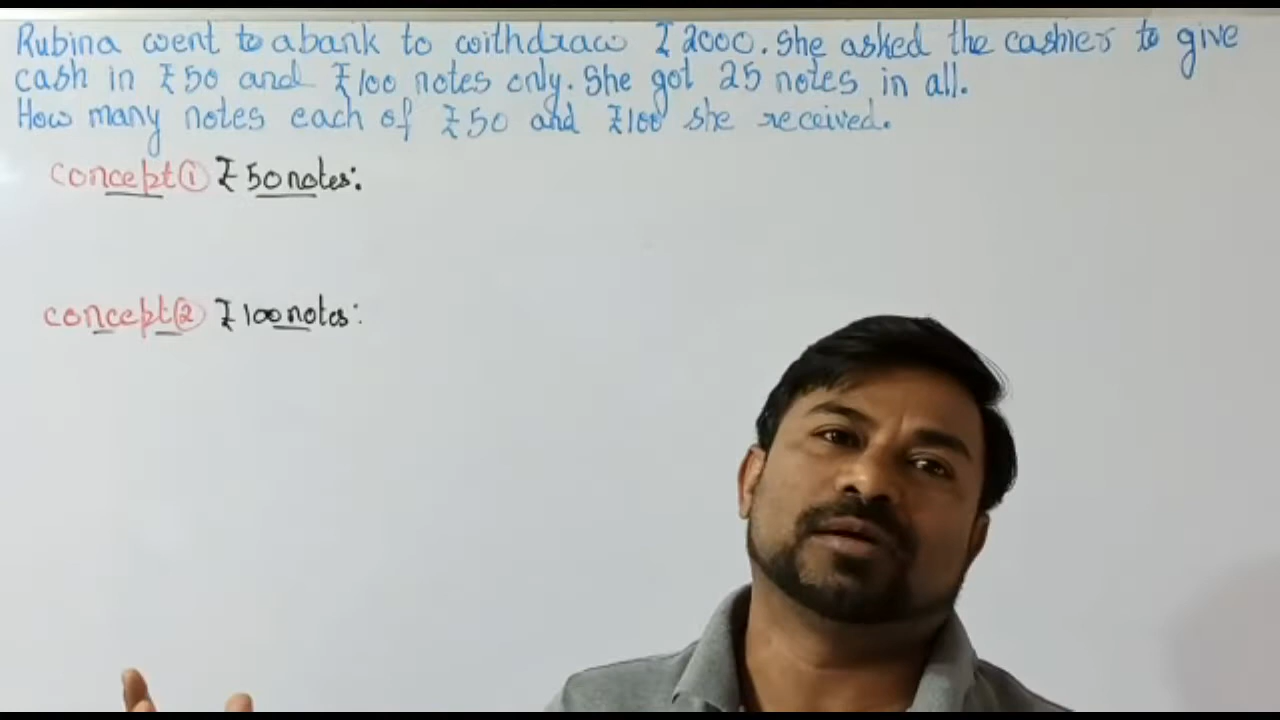 Rubina went to a bank to withdraw ₹ 2000. She asked the cashier to give
cash in ₹50 and ₹100 notes only. She got 25 notes in all.
How many notes each of ₹50 and ₹100 she received.
concept① ₹50 notes:
concept② ₹100 notes: